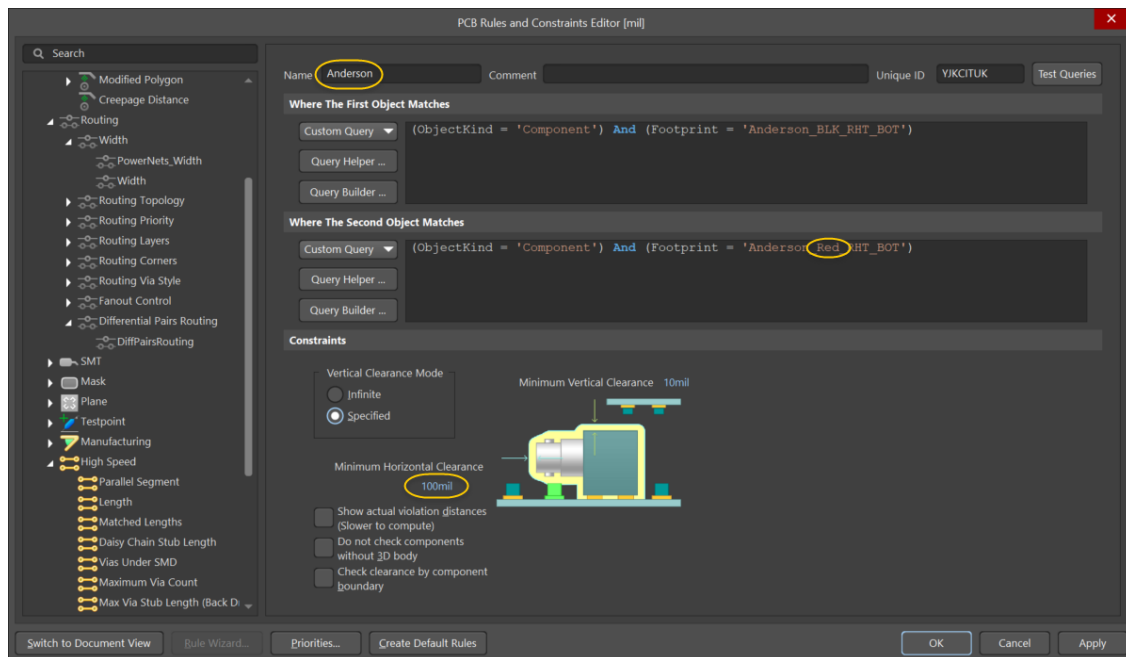 PCB Rules and Constraints Editor [mil]
Search
Modified Polygon
Creepage Distance
Routing
Width
PowerNets_Width
Width
Routing Topology
Routing Priority
Routing Layers
Routing Corners
Routing Via Style
Fanout Control
Differential Pairs Routing
DiffPairsRouting
SMT
Mask
Plane
Testpoint
Manufacturing
High Speed
Parallel Segment
Length
Matched Lengths
Daisy Chain Stub Length
Vias Under SMD
Maximum Via Count
Max Via Stub Length (Back D
Name Anderson Comment Unique ID YJKCITUK Test Queries
Where The First Object Matches
Custom Query (ObjectKind = 'Component') And (Footprint = 'Anderson_BLK_RHT_BOT')
Query Helper ...
Query Builder ...
Where The Second Object Matches
Custom Query (ObjectKind = 'Component') And (Footprint = 'Anderson_Red_RHT_BOT')
Query Helper ...
Query Builder ...
Constraints
Vertical Clearance Mode
Infinite
Specified
Minimum Vertical Clearance 10mil
Minimum Horizontal Clearance
100mil
Show actual violation distances
(Slower to compute)
Do not check components
without 3D body
Check clearance by component
boundary
Switch to Document View Rule Wizard... Priorities... Create Default Rules OK Cancel Apply